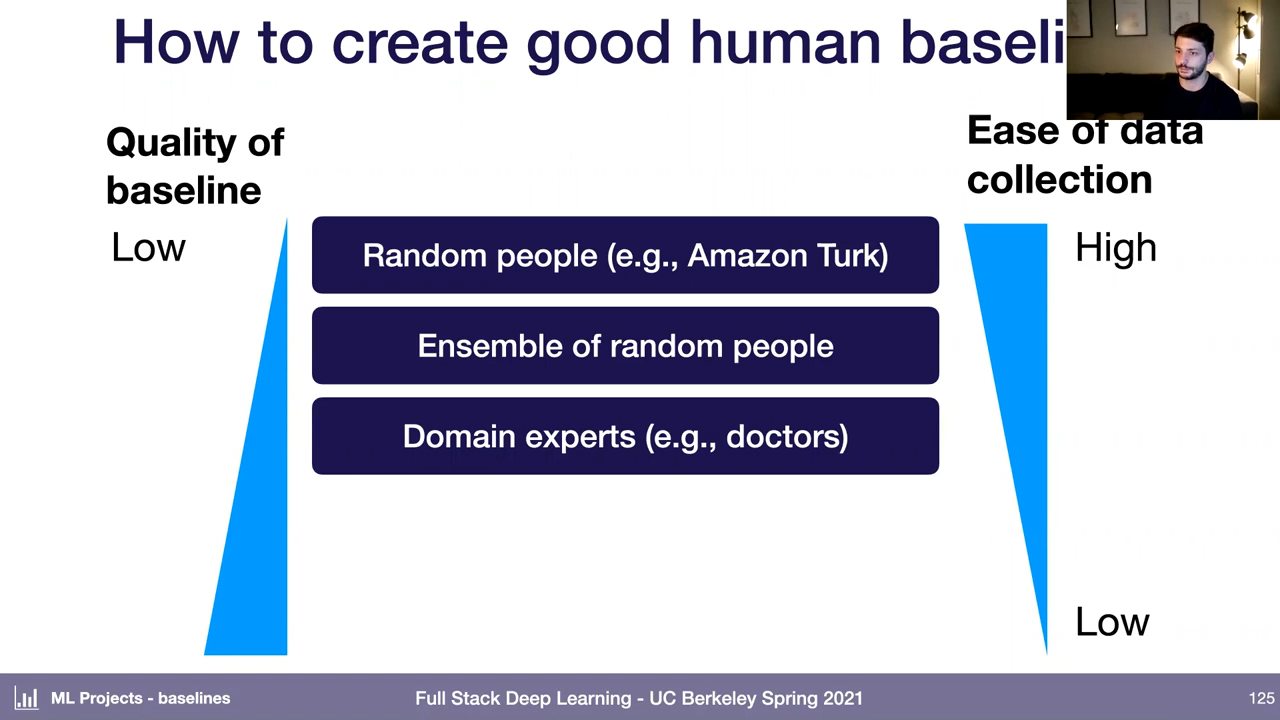 How to create good human baseli
Quality of
baseline
Ease of data
collection
Low
High
Random people (e.g., Amazon Turk)
Ensemble of random people
Domain experts (e.g., doctors)
Low
ML Projects - baselines
Full Stack Deep Learning - UC Berkeley Spring 2021
125